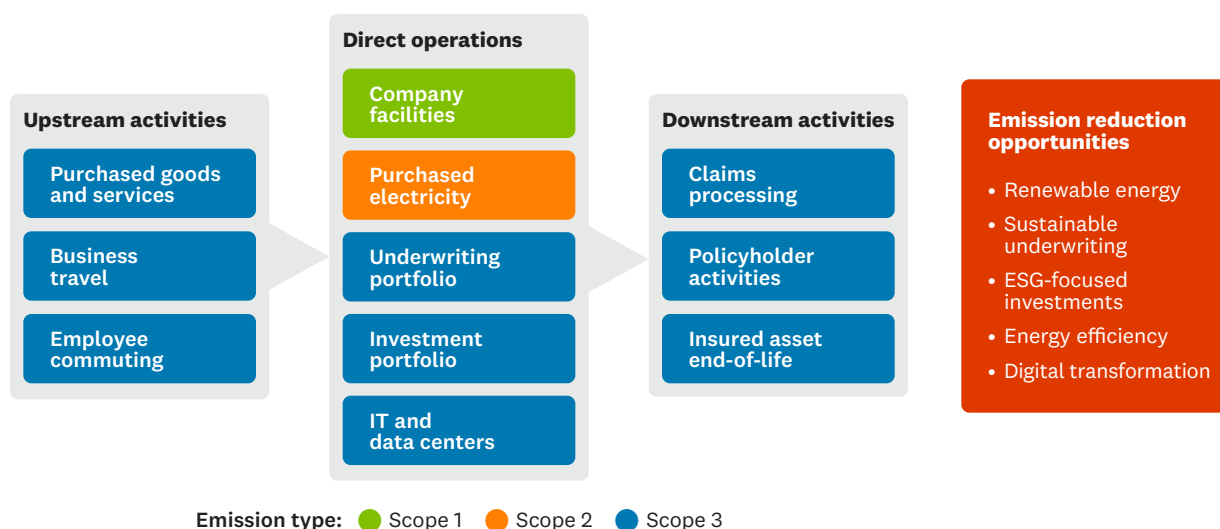 Upstream activities
Purchased goods
and services
Business
travel
Employee
commuting
Direct operations
Company
facilities
Purchased
electricity
Underwriting
portfolio
Investment
portfolio
IT and
data centers
Downstream activities
Claims
processing
Policyholder
activities
Insured asset
end-of-life
Emission reduction
opportunities
• Renewable energy
• Sustainable
underwriting
• ESG-focused
investments
• Energy efficiency
• Digital transformation
Emission type: Scope 1 Scope 2 Scope 3